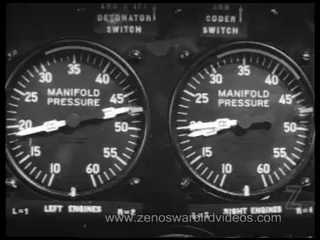 DETONATOR
SWITCH
CODER
SWITCH
35
30 40
25 45
MANIFOLD
PRESSURE
20 50
15 55
10 60
LEFT ENGINES
35
30 40
25 45
MANIFOLD
PRESSURE
20 50
15 55
10 60
RIGHT ENGINES
www.zenoswarbirdvideos.com
Z